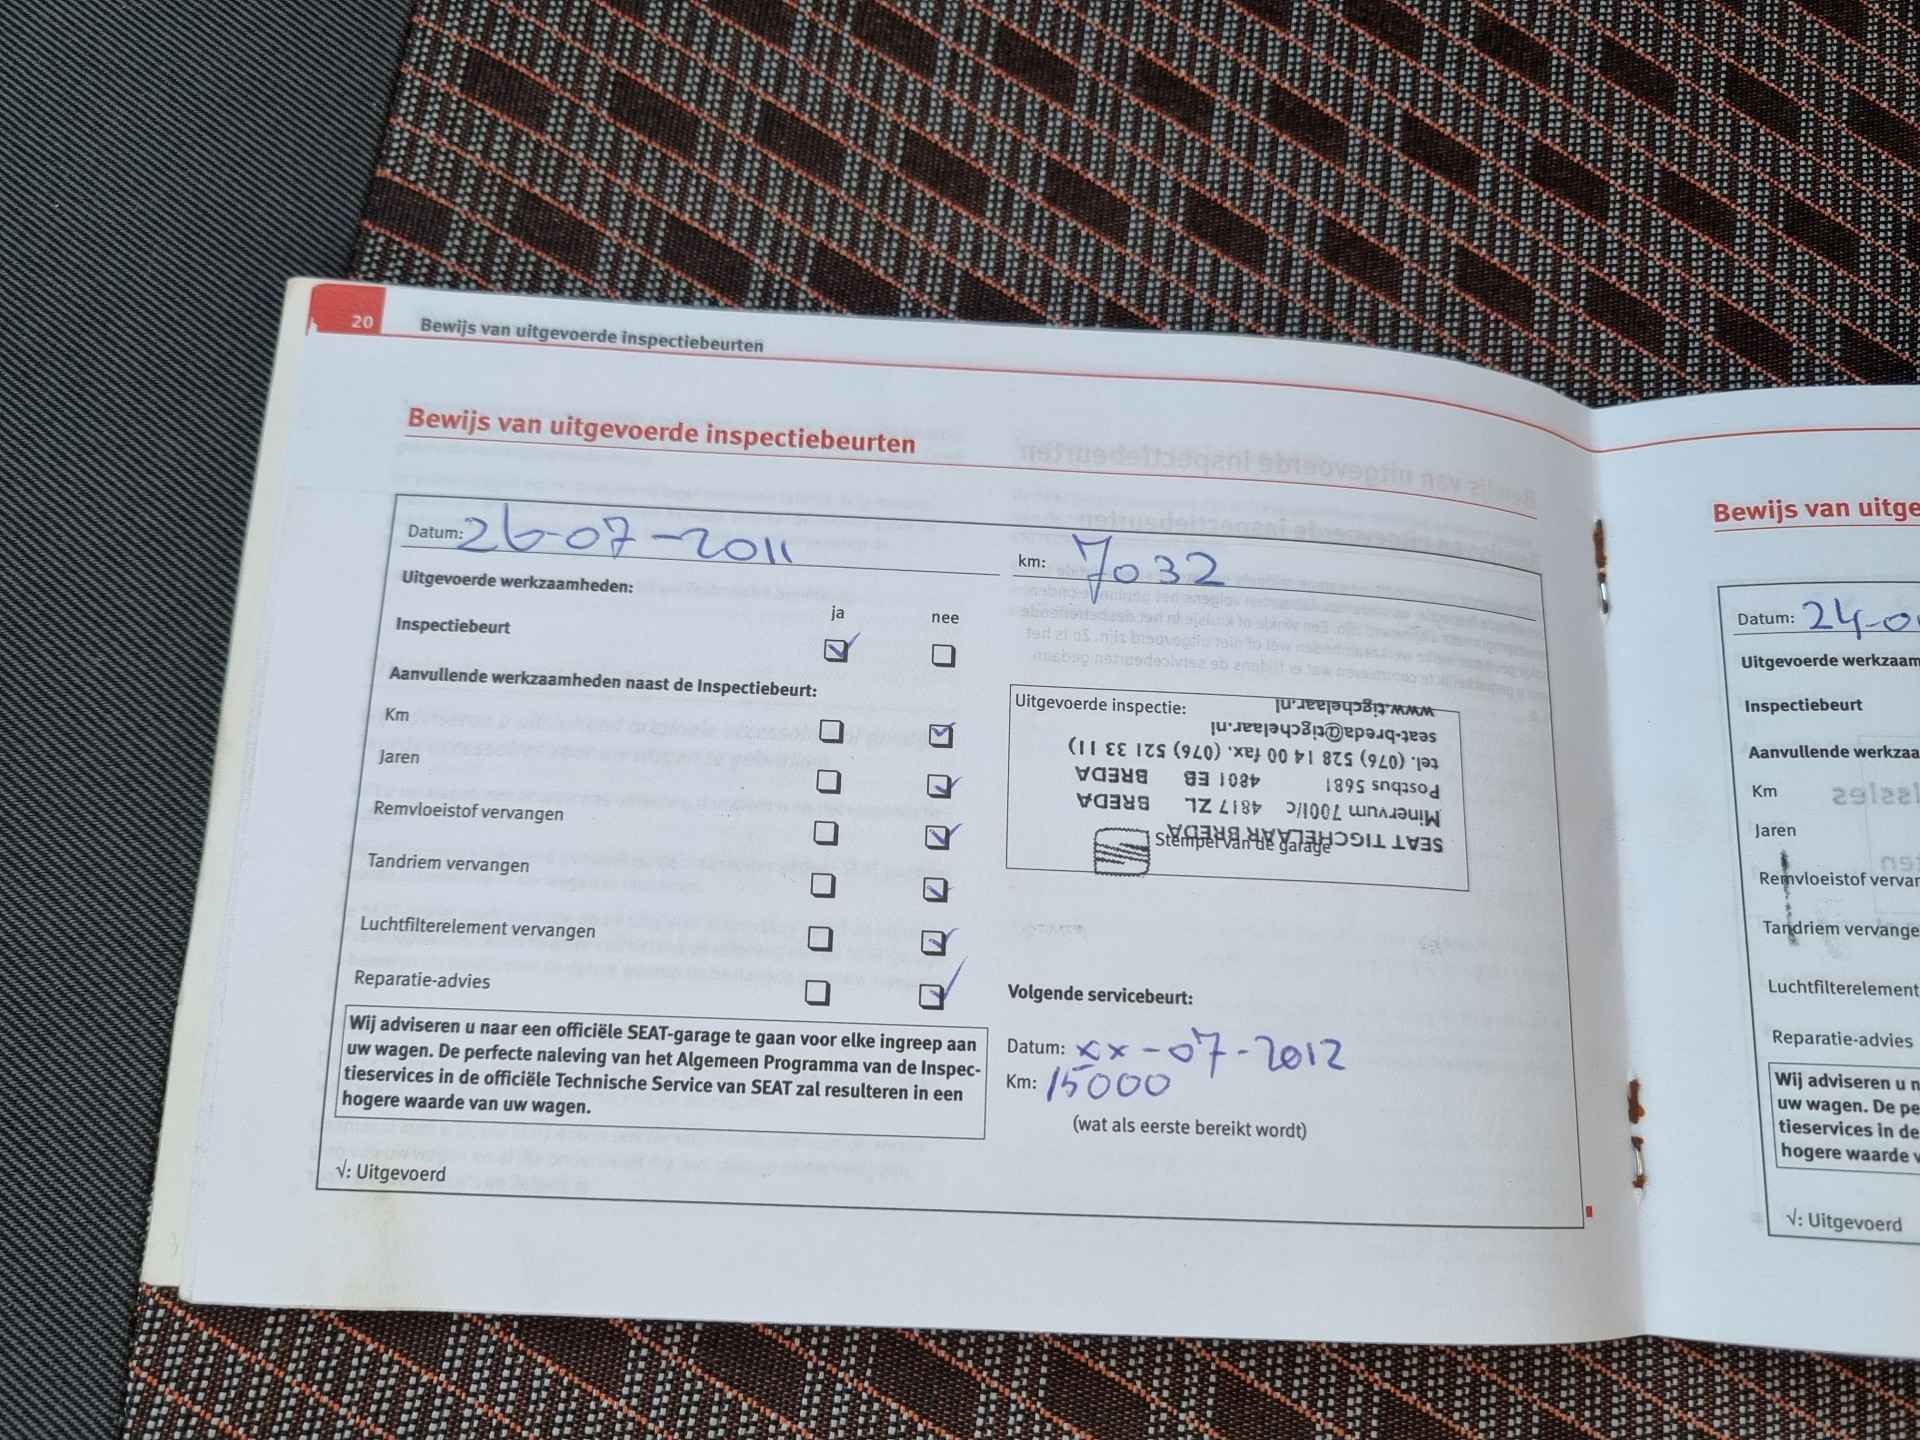 20 Bewijs van uitgevoerde inspectiebeurten
Bewijs van uitgevoerde inspectiebeurten
Datum: 26-07-2011
km: 7032
Uitgevoerde werkzaamheden:
ja nee
Inspectiebeurt
Aanvullende werkzaamheden naast de Inspectiebeurt:
Km
Jaren
Remvloeistof vervangen
Tandriem vervangen
Luchtfilterelement vervangen
Reparatie-advies
Wij adviseren u naar een officiële SEAT-garage te gaan voor elke ingreep aan
uw wagen. De perfecte naleving van het Algemeen Programma van de Inspec-
tieservices in de officiële Technische Service van SEAT zal resulteren in een
hogere waarde van uw wagen.
√: Uitgevoerd
Uitgevoerde inspectie:
SEAT TIGCHELAAR BREDA
Minervum 7001/c 4817 ZL BREDA
Postbus 5681 4801 EB BREDA
tel. (076) 528 14 00 fax. (076) 521 33 11)
seat-breda@tigchelaar.nl
www.tigchelaar.nl
Stempel van de garage
Volgende servicebeurt:
Datum: xx-07-2012
Km: 15000
(wat als eerste bereikt wordt)
Bewijs van uitge
Datum: 24-0
Uitgevoerde werkzaam
Inspectiebeurt
Aanvullende werkzaa
Km
Jaren
Remvloeistof vervar
Tandriem vervange
Luchtfilterelement
Reparatie-advies
Wij adviseren u n
uw wagen. De pe
tieservices in de
hogere waarde v
√: Uitgevoerd